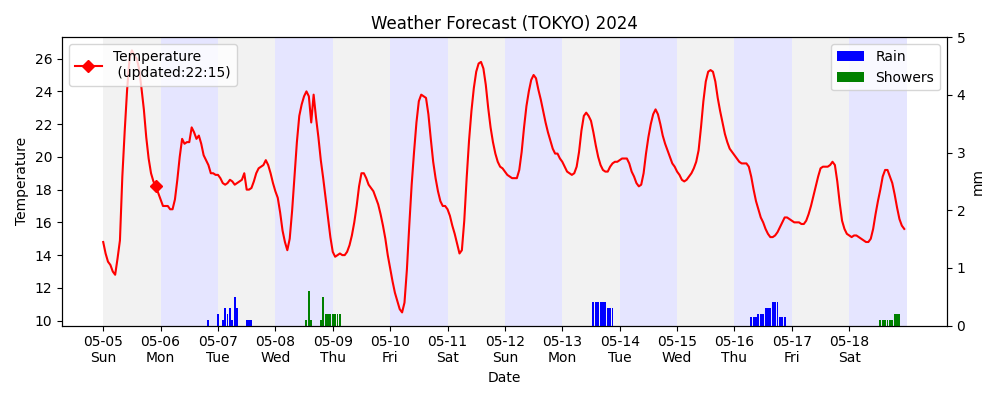 Weather Forecast (TOKYO) 2024
Temperature
(updated:22:15)
Rain
Showers
Temperature
26
24
22
20
18
16
14
12
10
5
4
3
2
1
0
mm
05-05 05-06 05-07 05-08 05-09 05-10 05-11 05-12 05-13 05-14 05-15 05-16 05-17 05-18
Sun Mon Tue Wed Thu Fri Sat Sun Mon Tue Wed Thu Fri Sat
Date